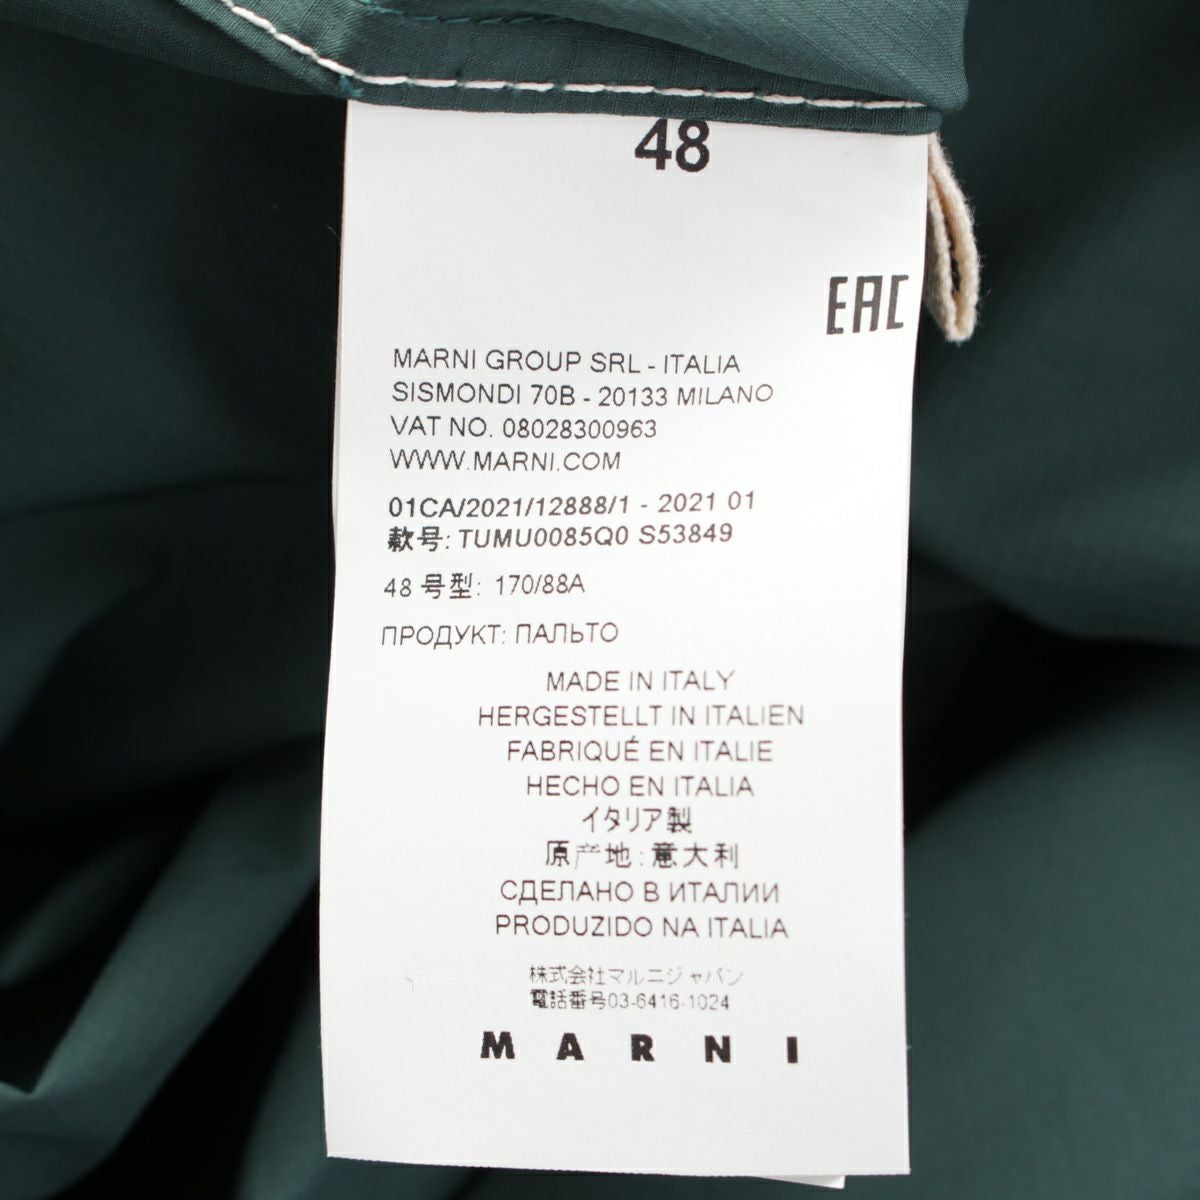 48
EAC
MARNI GROUP SRL - ITALIA
SISMONDI 70B - 20133 MILANO
VAT NO. 08028300963
WWW.MARNI.COM
01CA/2021/12888/1 - 2021 01
款号: TUMU0085Q0 S53849
48 号型: 170/88A
ПРОДУКТ: ПАЛЬТО
MADE IN ITALY
HERGESTELLT IN ITALIEN
FABRIQUÉ EN ITALIE
HECHO EN ITALIA
イタリア製
原产地: 意大利
СДЕЛАНО В ИТАЛИИ
PRODUZIDO NA ITALIA
株式会社マルニジャパン
電話番号03-6416-1024
MARNI